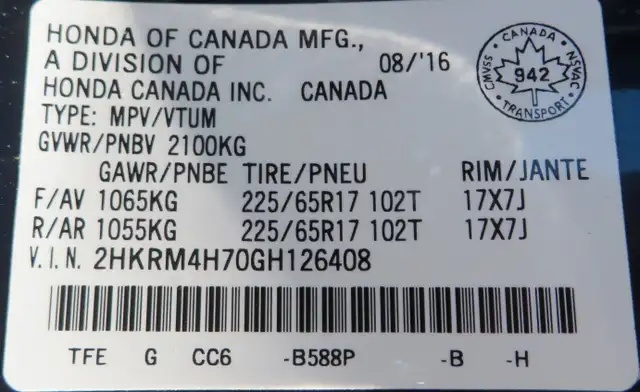 HONDA OF CANADA MFG.,
A DIVISION OF 08/'16
HONDA CANADA INC. CANADA
CANADA
CMVSS 942 NSVAC
TRANSPORT
TYPE: MPV/VTUM
GVWR/PNBV 2100KG
GAWR/PNBE TIRE/PNEU RIM/JANTE
F/AV 1065KG 225/65R17 102T 17X7J
R/AR 1055KG 225/65R17 102T 17X7J
V.I.N. 2HKRM4H70GH126408
TFE G CC6 -B588P -B -H